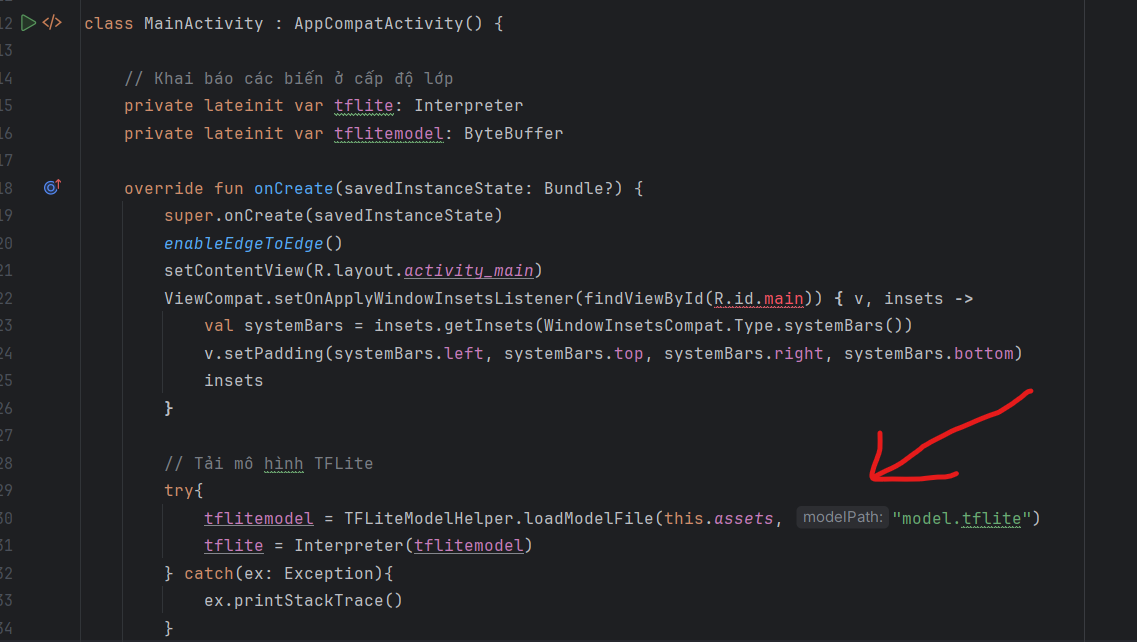 12 class MainActivity : AppCompatActivity() {
13
14 // Khai báo các biến ở cấp độ lớp
15 private lateinit var tflite: Interpreter
16 private lateinit var tflitemodel: ByteBuffer
17
18 override fun onCreate(savedInstanceState: Bundle?) {
19 super.onCreate(savedInstanceState)
20 enableEdgeToEdge()
21 setContentView(R.layout.activity_main)
22 ViewCompat.setOnApplyWindowInsetsListener(findViewById(R.id.main)) { v, insets ->
23 val systemBars = insets.getInsets(WindowInsetsCompat.Type.systemBars())
24 v.setPadding(systemBars.left, systemBars.top, systemBars.right, systemBars.bottom)
25 insets
26 }
27
28 // Tải mô hình TFLite
29 try{
30 tflitemodel = TFLiteModelHelper.loadModelFile(this.assets, modelPath: "model.tflite")
31 tflite = Interpreter(tflitemodel)
32 } catch(ex: Exception){
33 ex.printStackTrace()
34 }